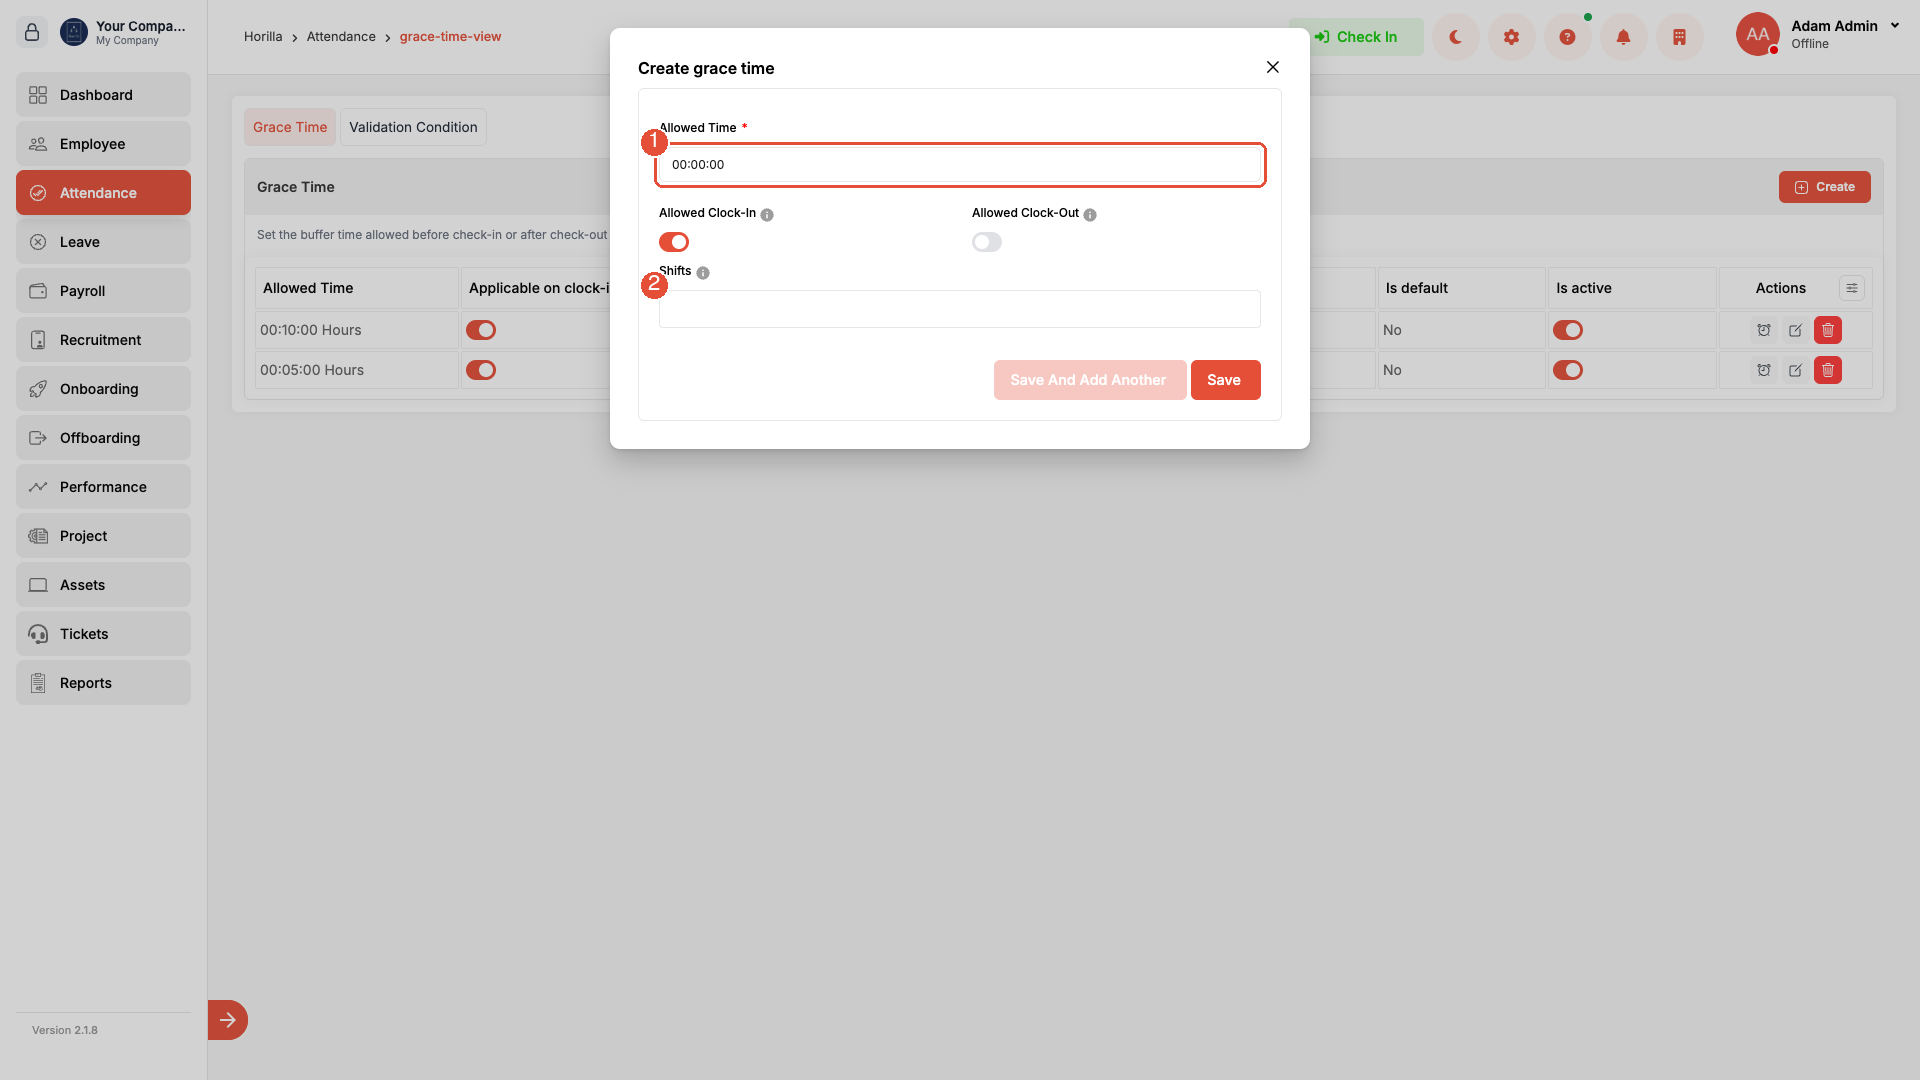 Your Compa...
My Company
Dashboard
Employee
Attendance
Leave
Payroll
Recruitment
Onboarding
Offboarding
Performance
Project
Assets
Tickets
Reports
Version 2.1.8
Horilla
Attendance
grace-time-view
Check In
AA
Adam Admin
Offline
Grace Time
Validation Condition
Grace Time
Create
Set the buffer time allowed before check-in or after check-out
Allowed Time
Applicable on clock-i
Is default
Is active
Actions
00:10:00 Hours
No
00:05:00 Hours
No
Create grace time
Allowed Time *
1
00:00:00
Allowed Clock-In
Allowed Clock-Out
Shifts
2
Save And Add Another
Save